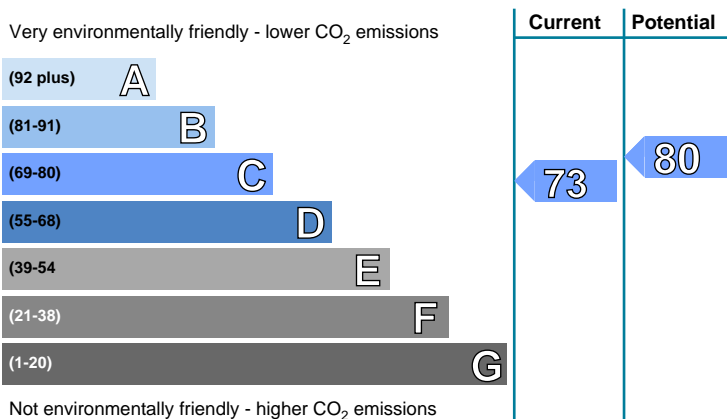 Current Potential
Very environmentally friendly - lower CO2 emissions
(92 plus) A
(81-91) B
(69-80) C 73 80
(55-68) D
(39-54 E
(21-38) F
(1-20) G
Not environmentally friendly - higher CO2 emissions